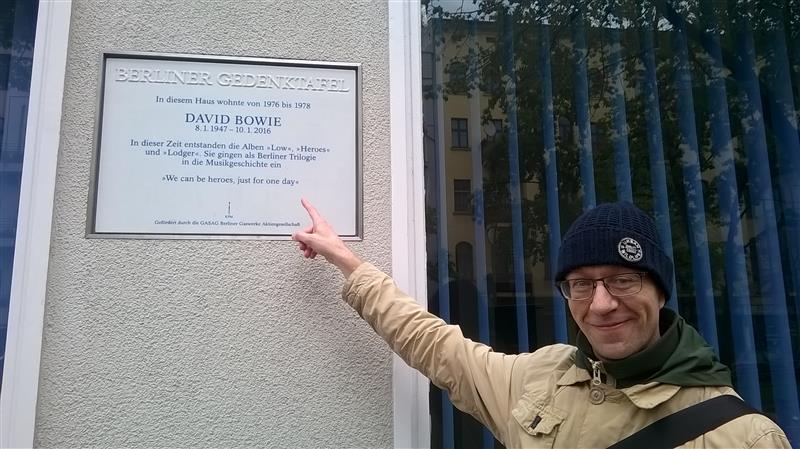 BERLINER GEDENKTAFEL
In diesem Haus wohnte von 1976 bis 1978
DAVID BOWIE
8. 1. 1947 – 10. 1. 2016
In dieser Zeit entstanden die Alben »Low«, »Heroes«
und »Lodger«. Sie gingen als Berliner Trilogie
in die Musikgeschichte ein
»We can be heroes, just for one day«
KPM
Gefördert durch die GASAG Berliner Gaswerke Aktiengesellschaft